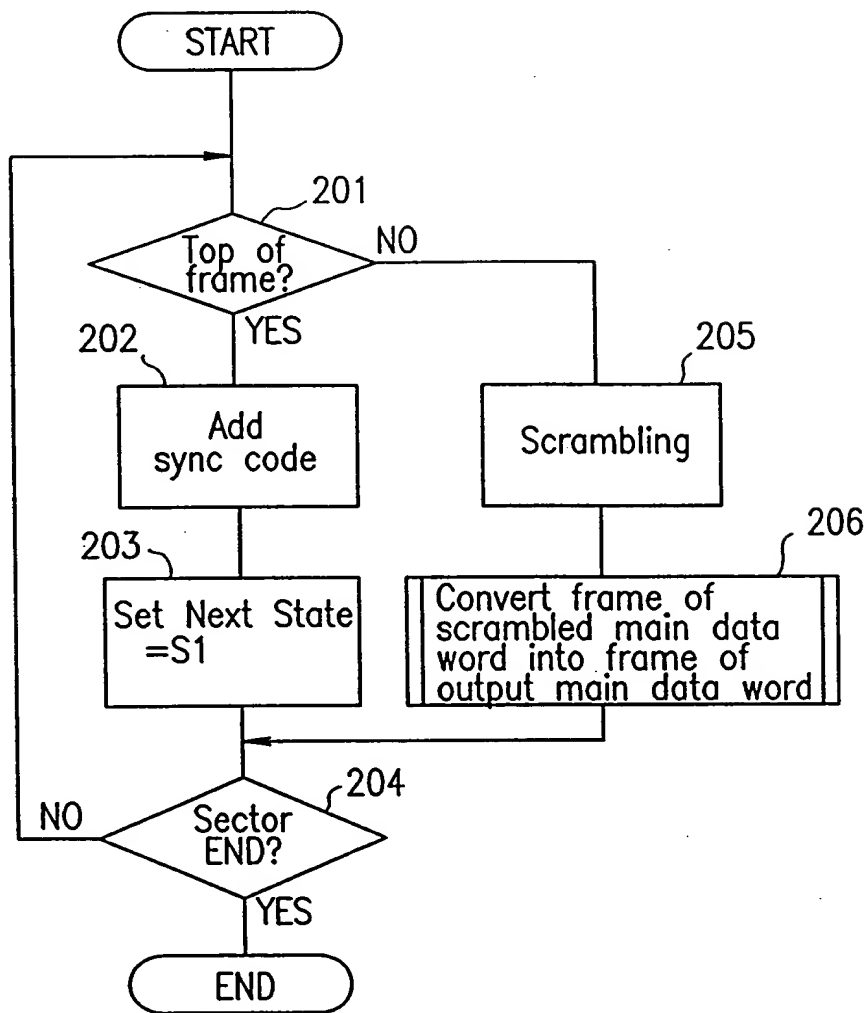 START
201
Top of
frame?
NO
YES
202
Add
sync code
205
Scrambling
203
Set Next State
=S1
206
Convert frame of
scrambled main data
word into frame of
output main data word
204
Sector
END?
NO
YES
END